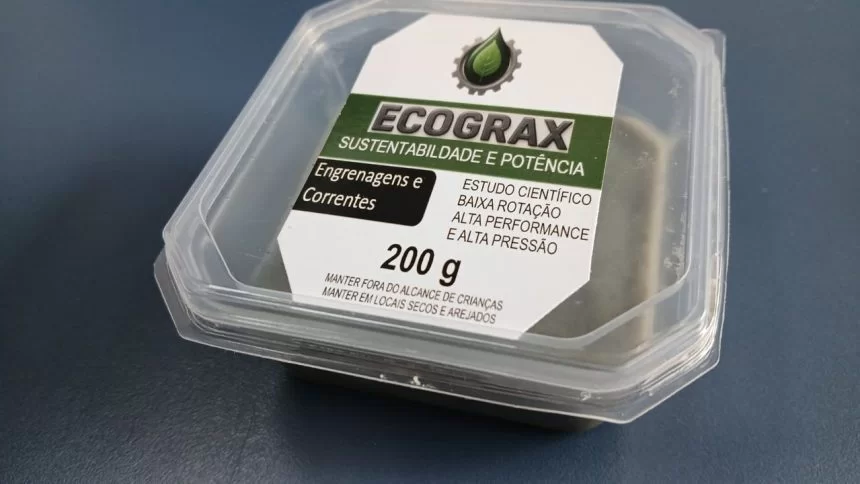 ECOGRAX
SUSTENTABILDADE E POTÊNCIA
Engrenagens e
Correntes
ESTUDO CIENTÍFICO
BAIXA ROTAÇÃO
ALTA PERFORMANCE
E ALTA PRESSÃO
200 g
MANTER FORA DO ALCANCE DE CRIANÇAS
MANTER EM LOCAIS SECOS E AREJADOS